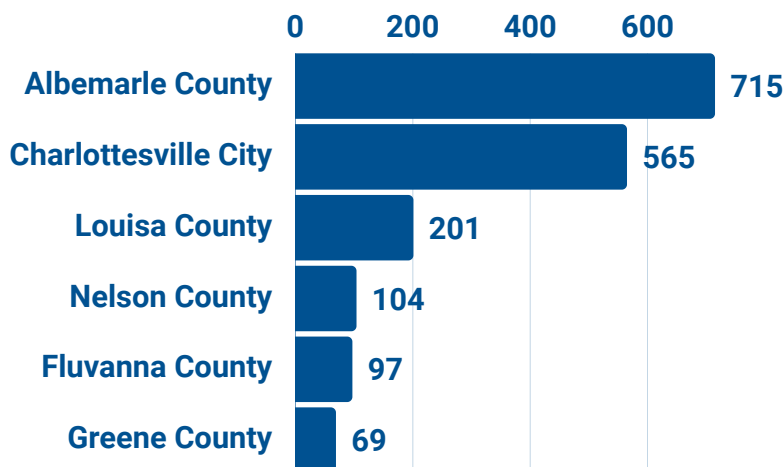 0 200 400 600
Albemarle County 715
Charlottesville City 565
Louisa County 201
Nelson County 104
Fluvanna County 97
Greene County 69